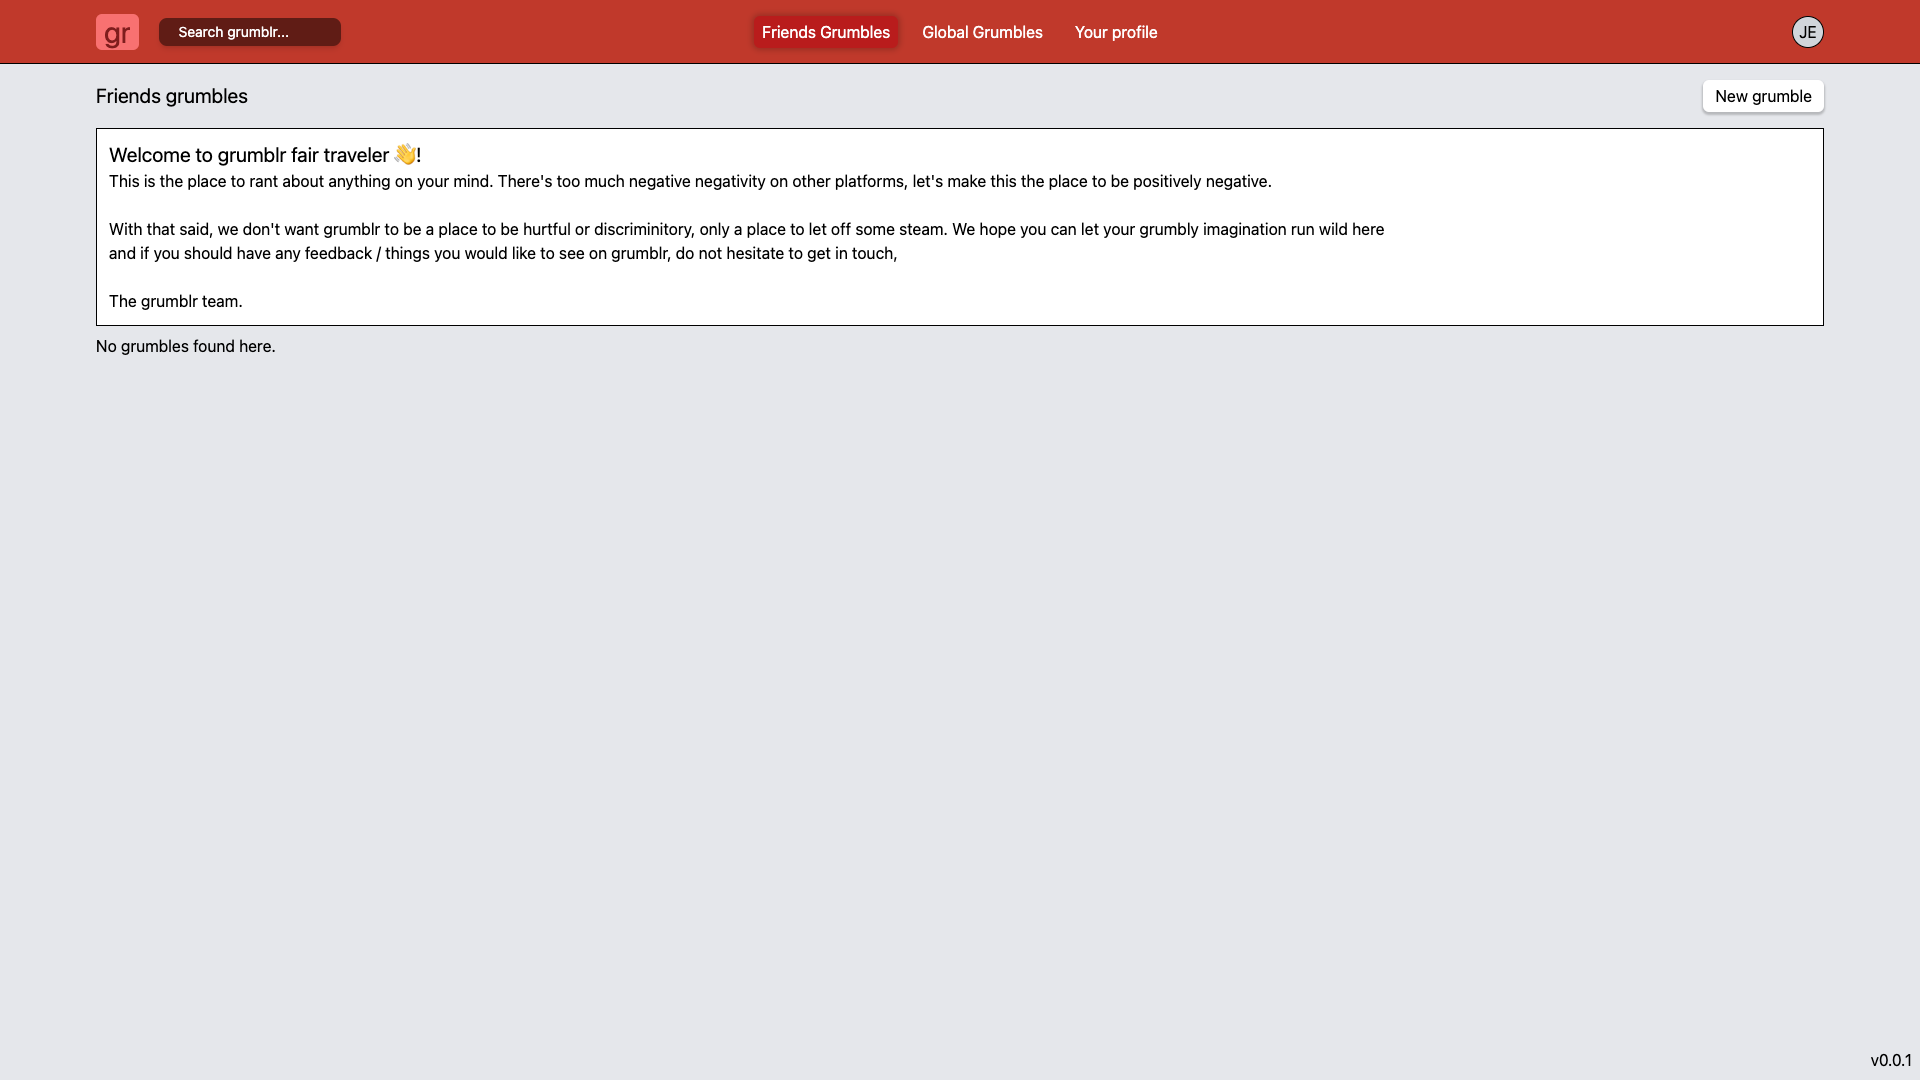 gr
Search grumblr...
Friends Grumbles
Global Grumbles
Your profile
JE
Friends grumbles
New grumble
Welcome to grumblr fair traveler 👋!
This is the place to rant about anything on your mind. There's too much negative negativity on other platforms, let's make this the place to be positively negative.
With that said, we don't want grumblr to be a place to be hurtful or discriminitory, only a place to let off some steam. We hope you can let your grumbly imagination run wild here
and if you should have any feedback / things you would like to see on grumblr, do not hesitate to get in touch,
The grumblr team.
No grumbles found here.
v0.0.1